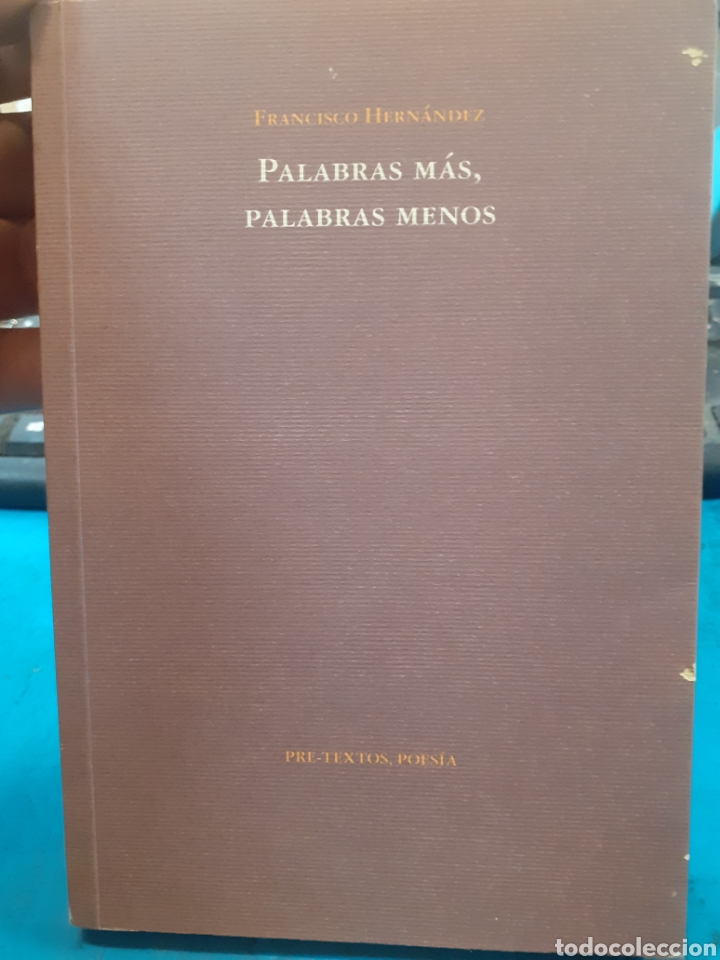 Francisco Hernández
Palabras más,
palabras menos
PRE-TEXTOS, POESÍA
todocoleccion